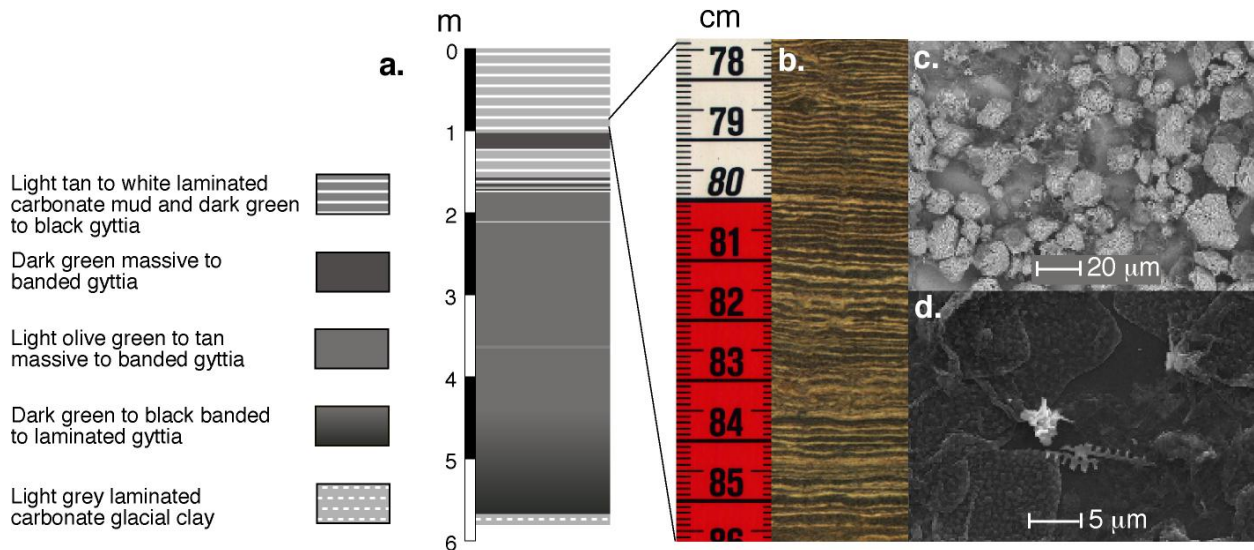 m
cm
0
a.
1
2
3
4
5
6
Light tan to white laminated
carbonate mud and dark green
to black gyttia
Dark green massive to
banded gyttia
Light olive green to tan
massive to banded gyttia
Dark green to black banded
to laminated gyttia
Light grey laminated
carbonate glacial clay
78
79
80
81
82
83
84
85
86
b.
c.
20 μm
d.
5 μm